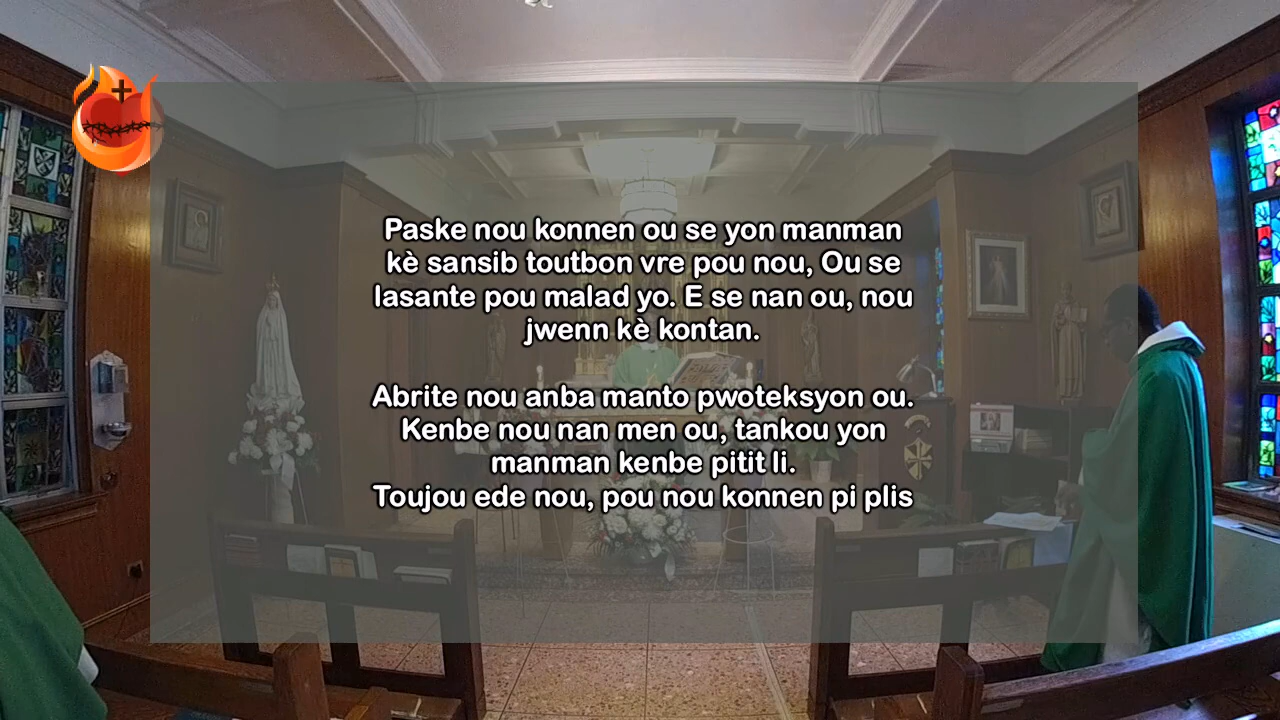 Paske nou konnen ou se yon manman
kè sansib toutbon vre pou nou, Ou se
lasante pou malad yo. E se nan ou, nou
jwenn kè kontan.
Abrite nou anba manto pwoteksyon ou.
Kenbe nou nan men ou, tankou yon
manman kenbe pitit li.
Toujou ede nou, pou nou konnen pi plis